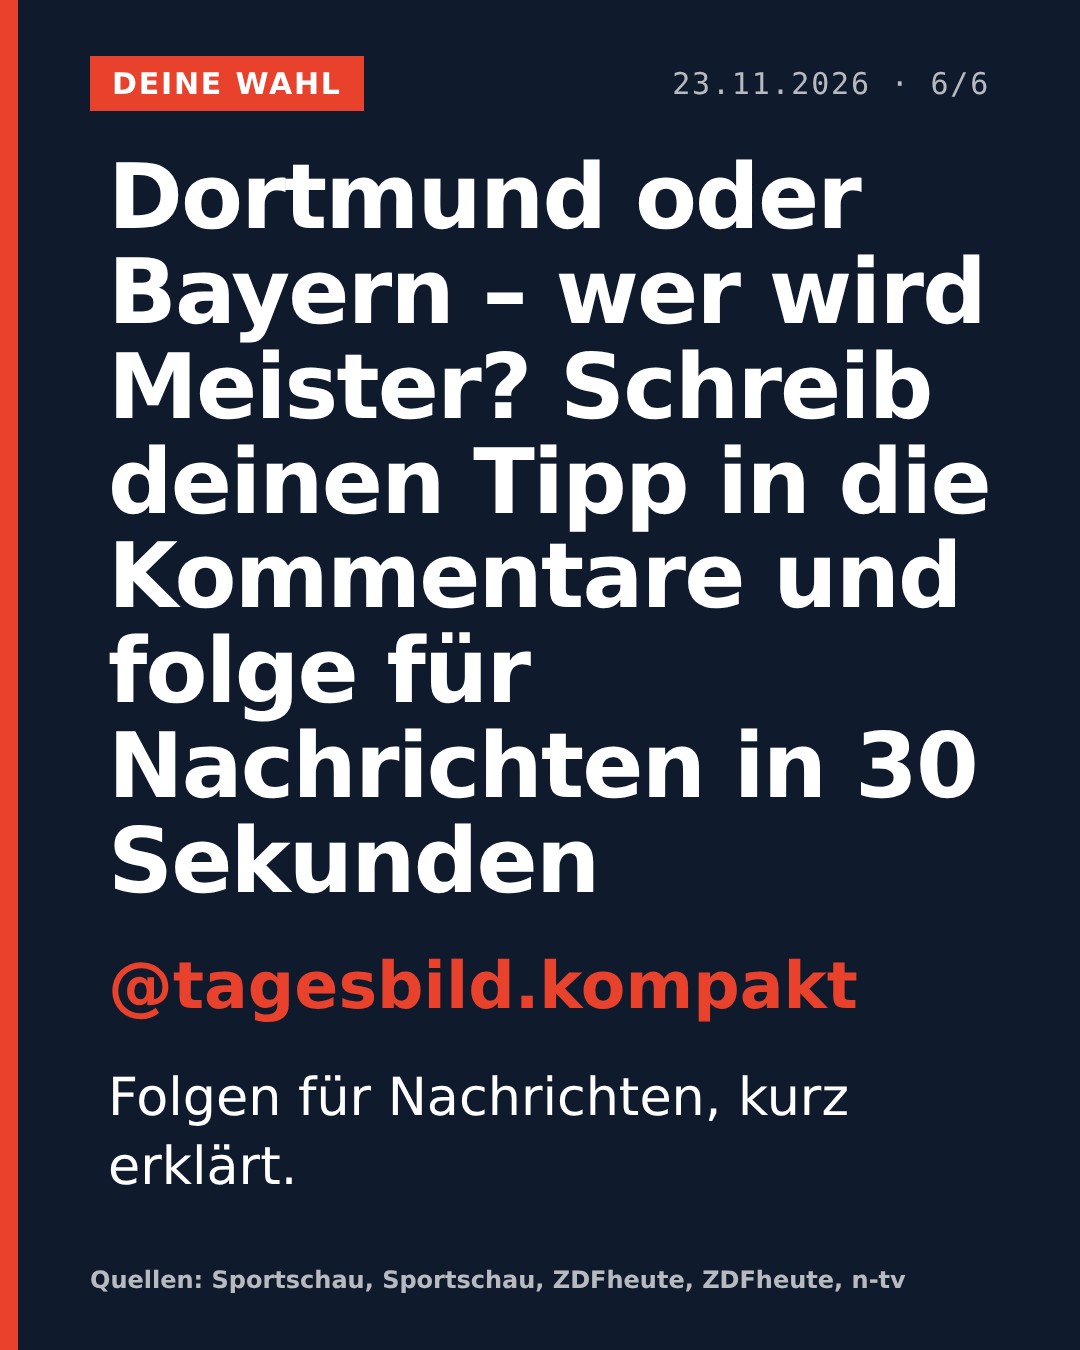 DEINE WAHL
23.11.2026 · 6/6
Dortmund oder
Bayern – wer wird
Meister? Schreib
deinen Tipp in die
Kommentare und
folge für
Nachrichten in 30
Sekunden
@tagesbild.kompakt
Folgen für Nachrichten, kurz
erklärt.
Quellen: Sportschau, Sportschau, ZDFheute, ZDFheute, n-tv